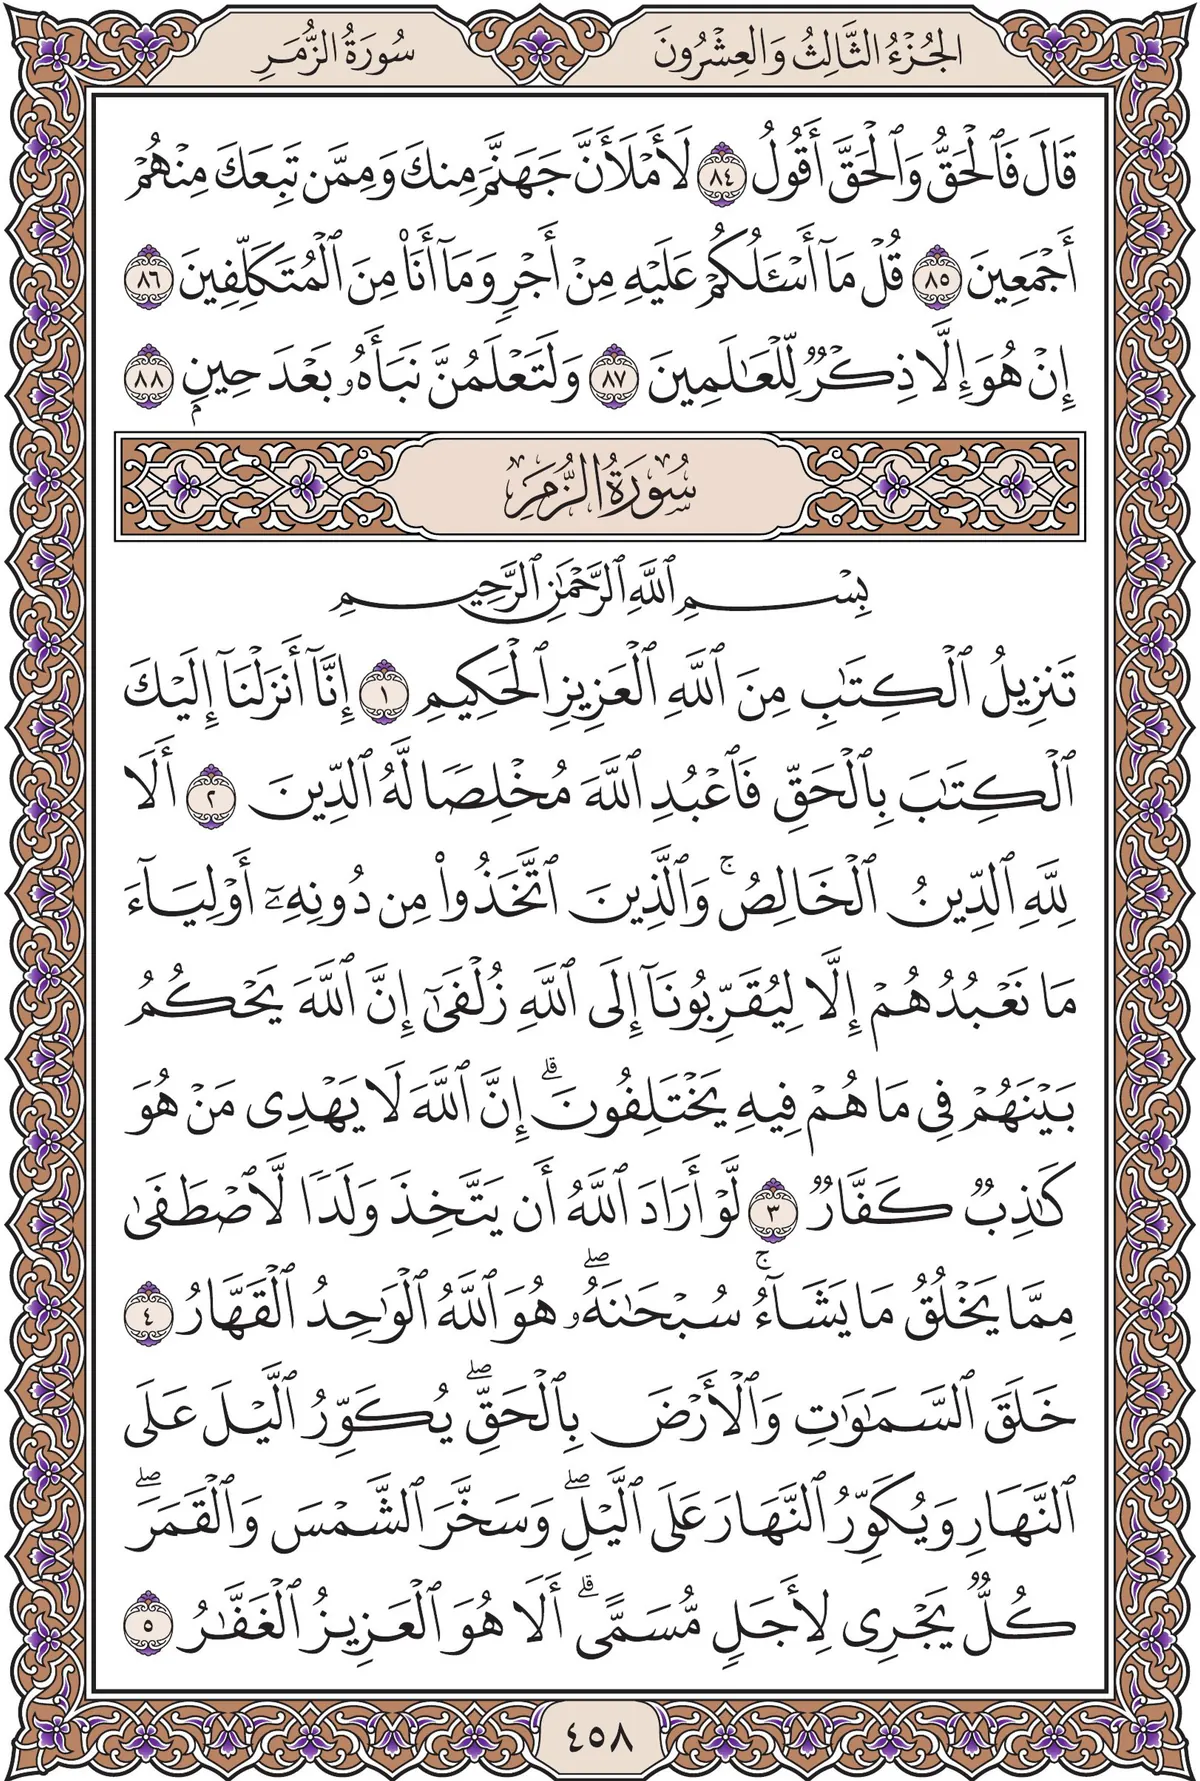 الجُزْءُ الثَّالِثُ وَالعِشْرُونَ
سُورَةُ الزُّمَرِ
قَالَ فَٱلْحَقُّ وَٱلْحَقَّ أَقُولُ ٨٤ لَأَمْلَأَنَّ جَهَنَّمَ مِنكَ وَمِمَّن تَبِعَكَ مِنْهُمْ
أَجْمَعِينَ ٨٥ قُلْ مَآ أَسْـَٔلُكُمْ عَلَيْهِ مِنْ أَجْرٍ وَمَآ أَنَا۠ مِنَ ٱلْمُتَكَلِّفِينَ ٨٦
إِنْ هُوَ إِلَّا ذِكْرٌ لِّلْعَٰلَمِينَ ٨٧ وَلَتَعْلَمُنَّ نَبَأَهُۥ بَعْدَ حِينِۭ ٨٨
سُورَةُ الزُّمَرِ
بِسْمِ ٱللَّهِ ٱلرَّحْمَٰنِ ٱلرَّحِيمِ
تَنزِيلُ ٱلْكِتَٰبِ مِنَ ٱللَّهِ ٱلْعَزِيزِ ٱلْحَكِيمِ ١ إِنَّآ أَنزَلْنَآ إِلَيْكَ
ٱلْكِتَٰبَ بِٱلْحَقِّ فَٱعْبُدِ ٱللَّهَ مُخْلِصًا لَّهُ ٱلدِّينَ ٢ أَلَا
لِلَّهِ ٱلدِّينُ ٱلْخَالِصُ ۚ وَٱلَّذِينَ ٱتَّخَذُوا۟ مِن دُونِهِۦٓ أَوْلِيَآءَ
مَا نَعْبُدُهُمْ إِلَّا لِيُقَرِّبُونَآ إِلَى ٱللَّهِ زُلْفَىٰٓ إِنَّ ٱللَّهَ يَحْكُمُ
بَيْنَهُمْ فِى مَا هُمْ فِيهِ يَخْتَلِفُونَ ۗ إِنَّ ٱللَّهَ لَا يَهْدِى مَنْ هُوَ
كَٰذِبٌ كَفَّارٌ ٣ لَّوْ أَرَادَ ٱللَّهُ أَن يَتَّخِذَ وَلَدًا لَّٱصْطَفَىٰ
مِمَّا يَخْلُقُ مَا يَشَآءُ ۚ سُبْحَٰنَهُۥ ۖ هُوَ ٱللَّهُ ٱلْوَٰحِدُ ٱلْقَهَّارُ ٤
خَلَقَ ٱلسَّمَٰوَٰتِ وَٱلْأَرْضَ بِٱلْحَقِّ ۖ يُكَوِّرُ ٱلَّيْلَ عَلَى
ٱلنَّهَارِ وَيُكَوِّرُ ٱلنَّهَارَ عَلَى ٱلَّيْلِ ۖ وَسَخَّرَ ٱلشَّمْسَ وَٱلْقَمَرَ ۖ
كُلٌّ يَجْرِى لِأَجَلٍ مُّسَمًّى ۗ أَلَا هُوَ ٱلْعَزِيزُ ٱلْغَفَّٰرُ ٥
٤٥٨